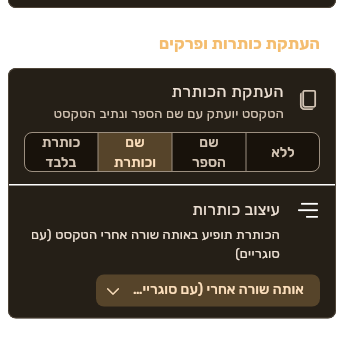 העתקת כותרות ופרקים
העתקת הכותרת
הטקסט יועתק עם שם הספר ונתיב הטקסט
ללא
שם
הספר
שם
וכותרת
כותרת
בלבד
עיצוב כותרות
הכותרת תופיע באותה שורה אחרי הטקסט (עם
סוגריים)
אותה שורה אחרי (עם סוגריי...